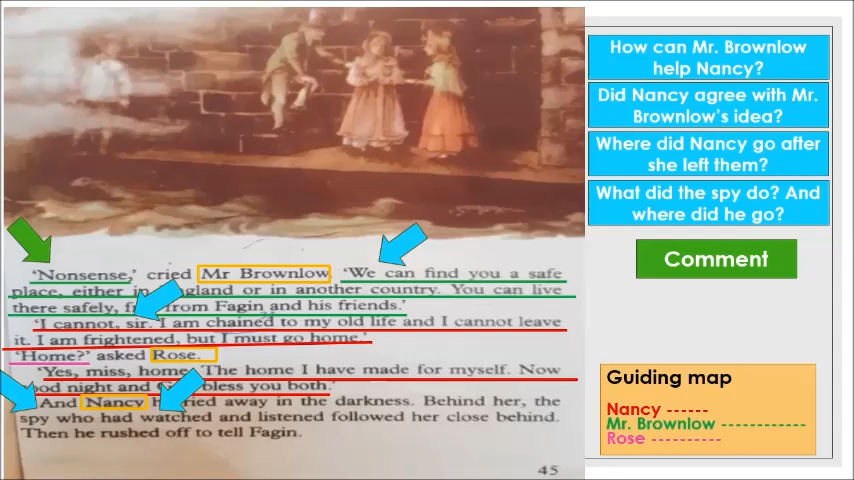 'Nonsense,' cried Mr Brownlow. 'We can find you a safe
place, either in England or in another country. You can live
there safely, from Fagin and his friends.'
'I cannot, sir. I am chained to my old life and I cannot leave
it. I am frightened, but I must go home.'
'Home?' asked Rose.
'Yes, miss, home. The home I have made for myself. Now
good night and God bless you both.'
And Nancy hurried away in the darkness. Behind her, the
spy who had watched and listened followed her close behind.
Then he rushed off to tell Fagin.
45
How can Mr. Brownlow
help Nancy?
Did Nancy agree with Mr.
Brownlow's idea?
Where did Nancy go after
she left them?
What did the spy do? And
where did he go?
Comment
Guiding map
Nancy ------
Mr. Brownlow ------------
Rose ----------